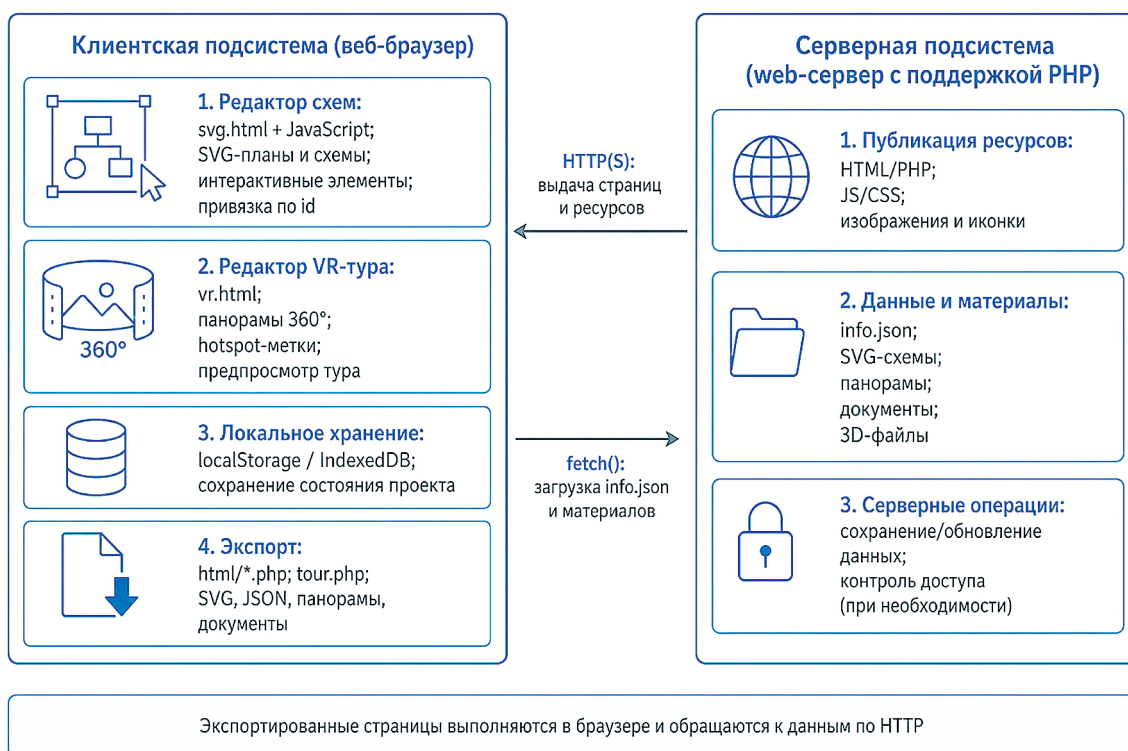 Клиентская подсистема (веб-браузер)
1. Редактор схем:
svg.html + JavaScript;
SVG-планы и схемы;
интерактивные элементы;
привязка по id
360°
2. Редактор VR-тура:
vr.html;
панорамы 360°;
hotspot-метки;
предпросмотр тура
3. Локальное хранение:
localStorage / IndexedDB;
сохранение состояния проекта
4. Экспорт:
html/*.php; tour.php;
SVG, JSON, панорамы,
документы
HTTP(S):
выдача страниц
и ресурсов
fetch():
загрузка info.json
и материалов
Серверная подсистема
(web-сервер с поддержкой PHP)
1. Публикация ресурсов:
HTML/PHP;
JS/CSS;
изображения и иконки
2. Данные и материалы:
info.json;
SVG-схемы;
панорамы;
документы;
3D-файлы
3. Серверные операции:
сохранение/обновление
данных;
контроль доступа
(при необходимости)
Экспортированные страницы выполняются в браузере и обращаются к данным по HTTP